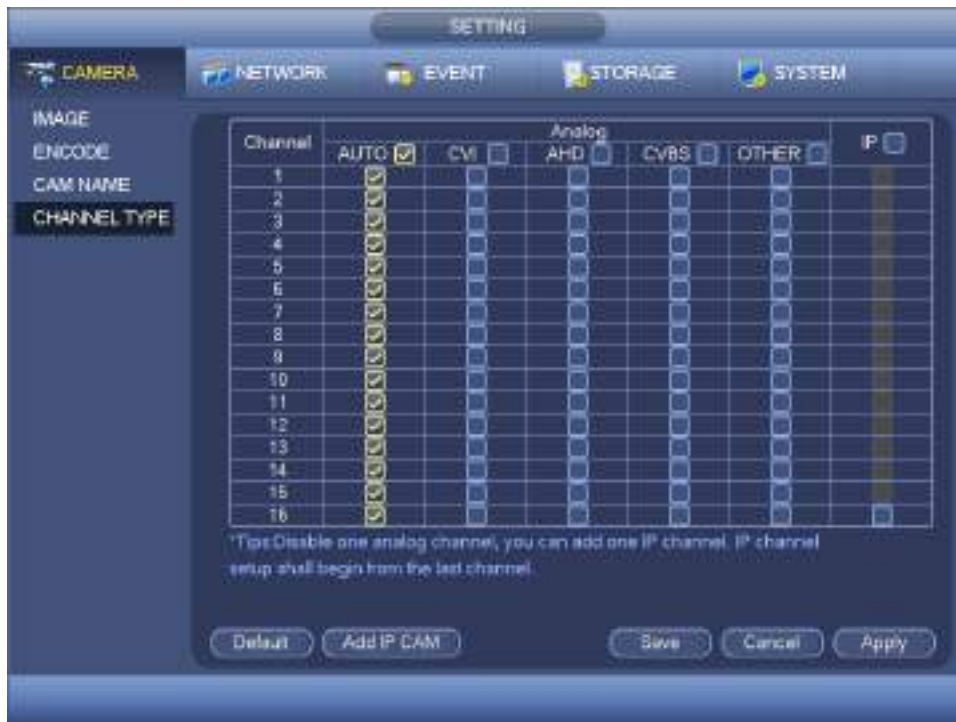 SETTING
CAMERA NETWORK EVENT STORAGE SYSTEM
IMAGE
ENCODE
CAM NAME
CHANNEL TYPE
Channel Analog IP
AUTO CVI AHD CVBS OTHER
1
2
3
4
5
6
7
8
9
10
11
12
13
14
15
16
*Tips:Disable one analog channel, you can add one IP channel. IP channel
setup shall begin from the last channel.
Default Add IP CAM Save Cancel Apply